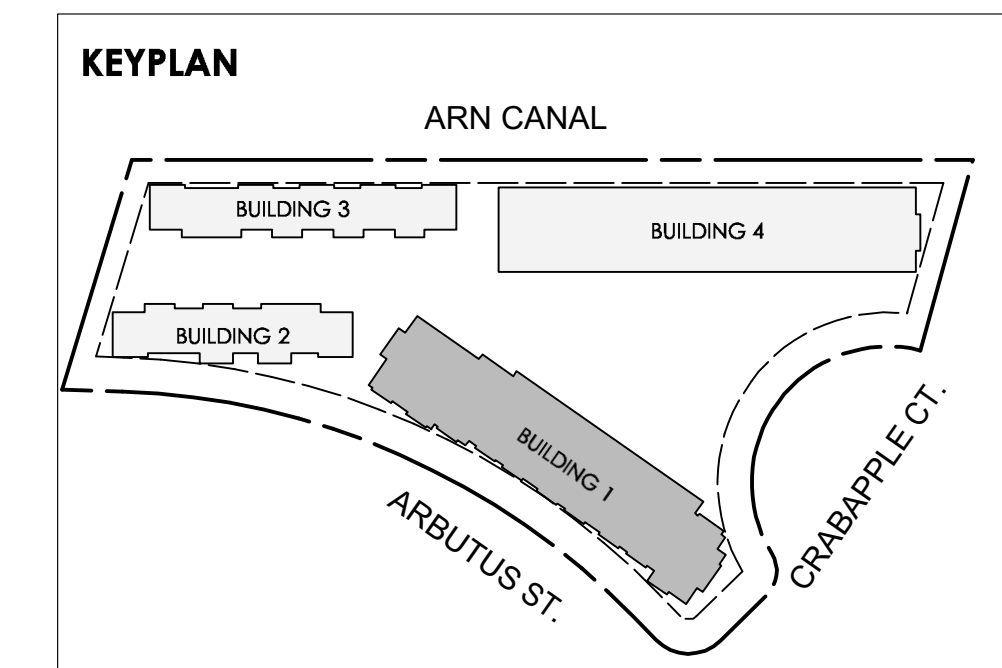 KEYPLAN
ARN CANAL
BUILDING 3
BUILDING 4
BUILDING 2
BUILDING 1
ARBUTUS ST.
CRABAPPLE CT.